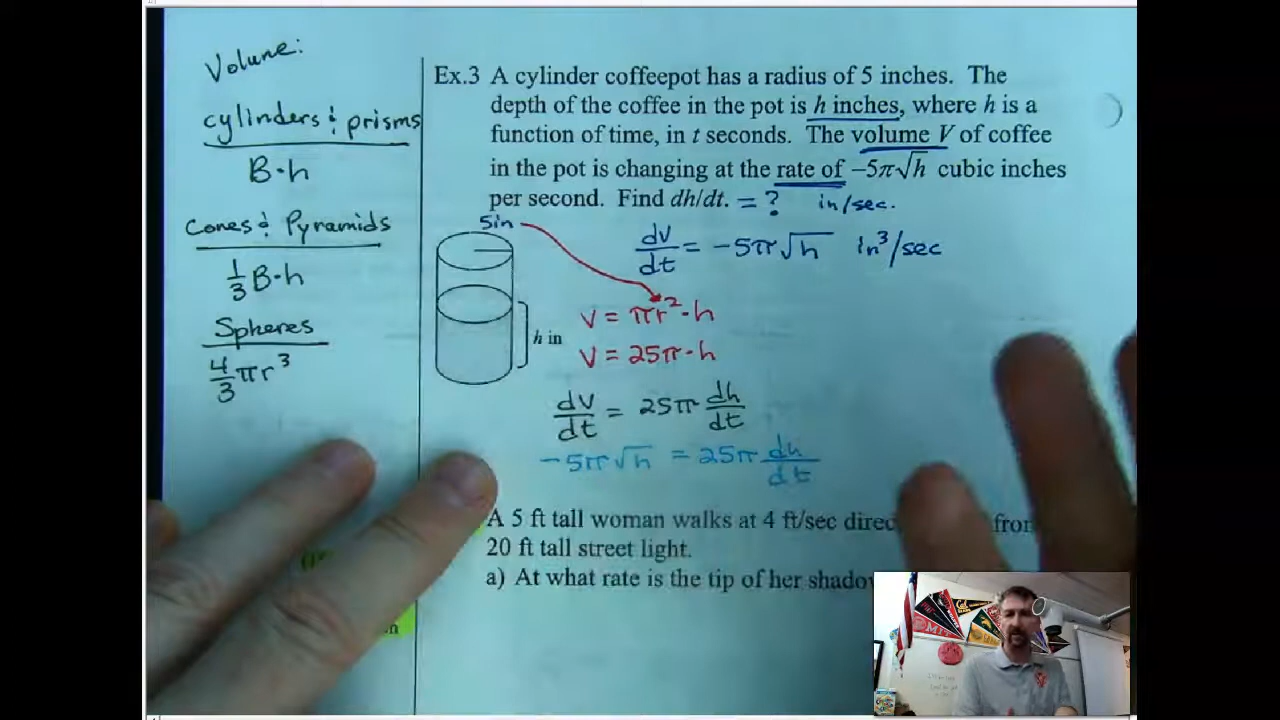 Volume:
cylinders & prisms
B·h
Cones & Pyramids
1/3 B·h
Spheres
4/3 πr³
Ex.3 A cylinder coffeepot has a radius of 5 inches. The
depth of the coffee in the pot is h inches, where h is a
function of time, in t seconds. The volume V of coffee
in the pot is changing at the rate of −5π√h cubic inches
per second. Find dh/dt. = ? in/sec.
5in
dV/dt = -5π√h in³/sec
V = πr²·h
h in
V = 25π·h
dV/dt = 25π dh/dt
-5π√h = 25π dh/dt
A 5 ft tall woman walks at 4 ft/sec
20 ft tall street light.
a) At what rate is the tip of her